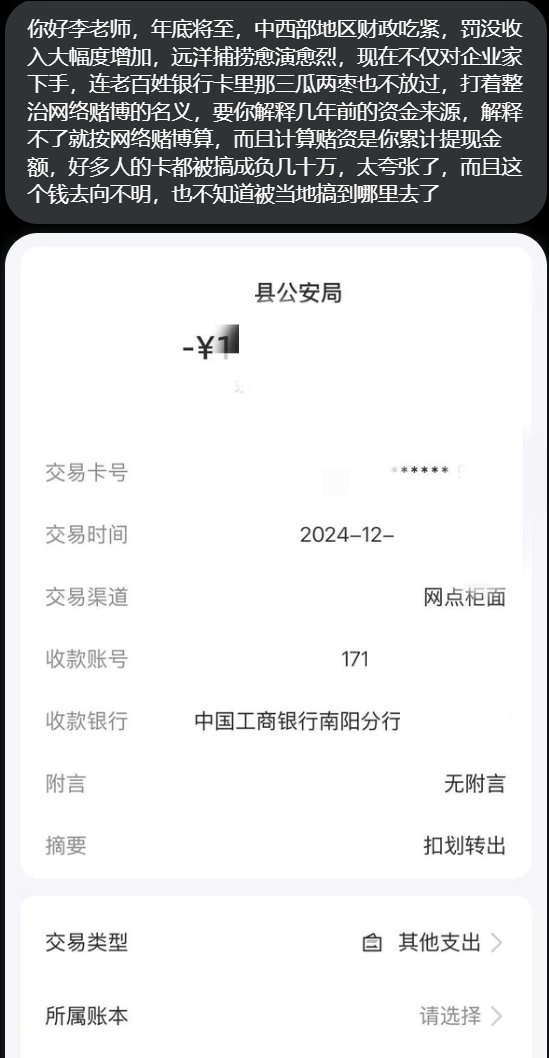 你好李老师，年底将至，中西部地区财政吃紧，罚没收
入大幅度增加，远洋捕捞愈演愈烈，现在不仅对企业家
下手，连老百姓银行卡里那三瓜两枣也不放过，打着整
治网络赌博的名义，要你解释几年前的资金来源，解释
不了就按网络赌博算，而且计算赌资是你累计提现金
额，好多人的卡都被搞成负几十万，太夸张了，而且这
个钱去向不明，也不知道被当地搞到哪里去了
县公安局
-¥1
交易卡号 ******
交易时间 2024-12-
交易渠道 网点柜面
收款账号 171
收款银行 中国工商银行南阳分行
附言 无附言
摘要 扣划转出
交易类型 其他支出
所属账本 请选择